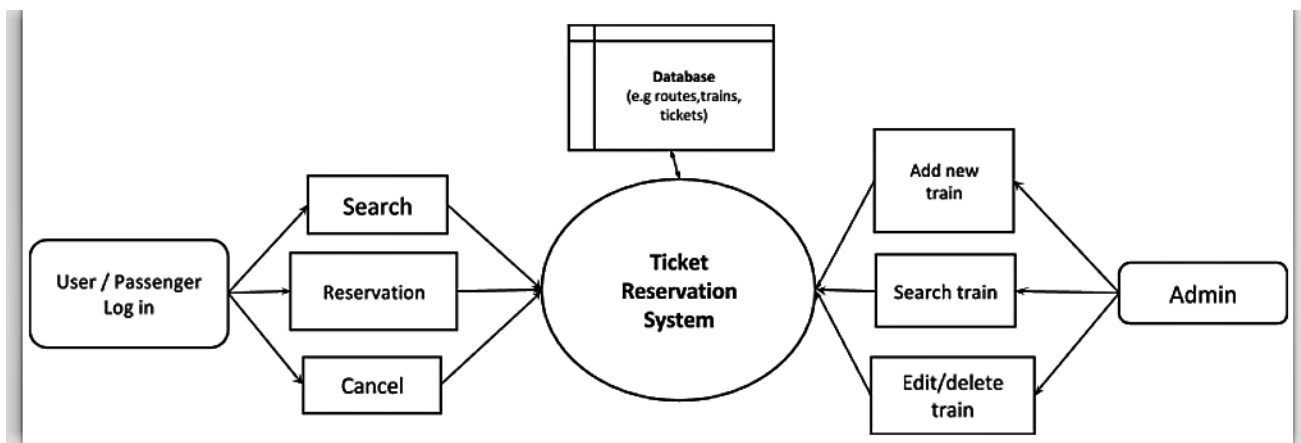 Database
(e.g routes,trains,
tickets)
Search
User / Passenger
Log in
Reservation
Cancel
Ticket
Reservation
System
Add new
train
Search train
Edit/delete
train
Admin